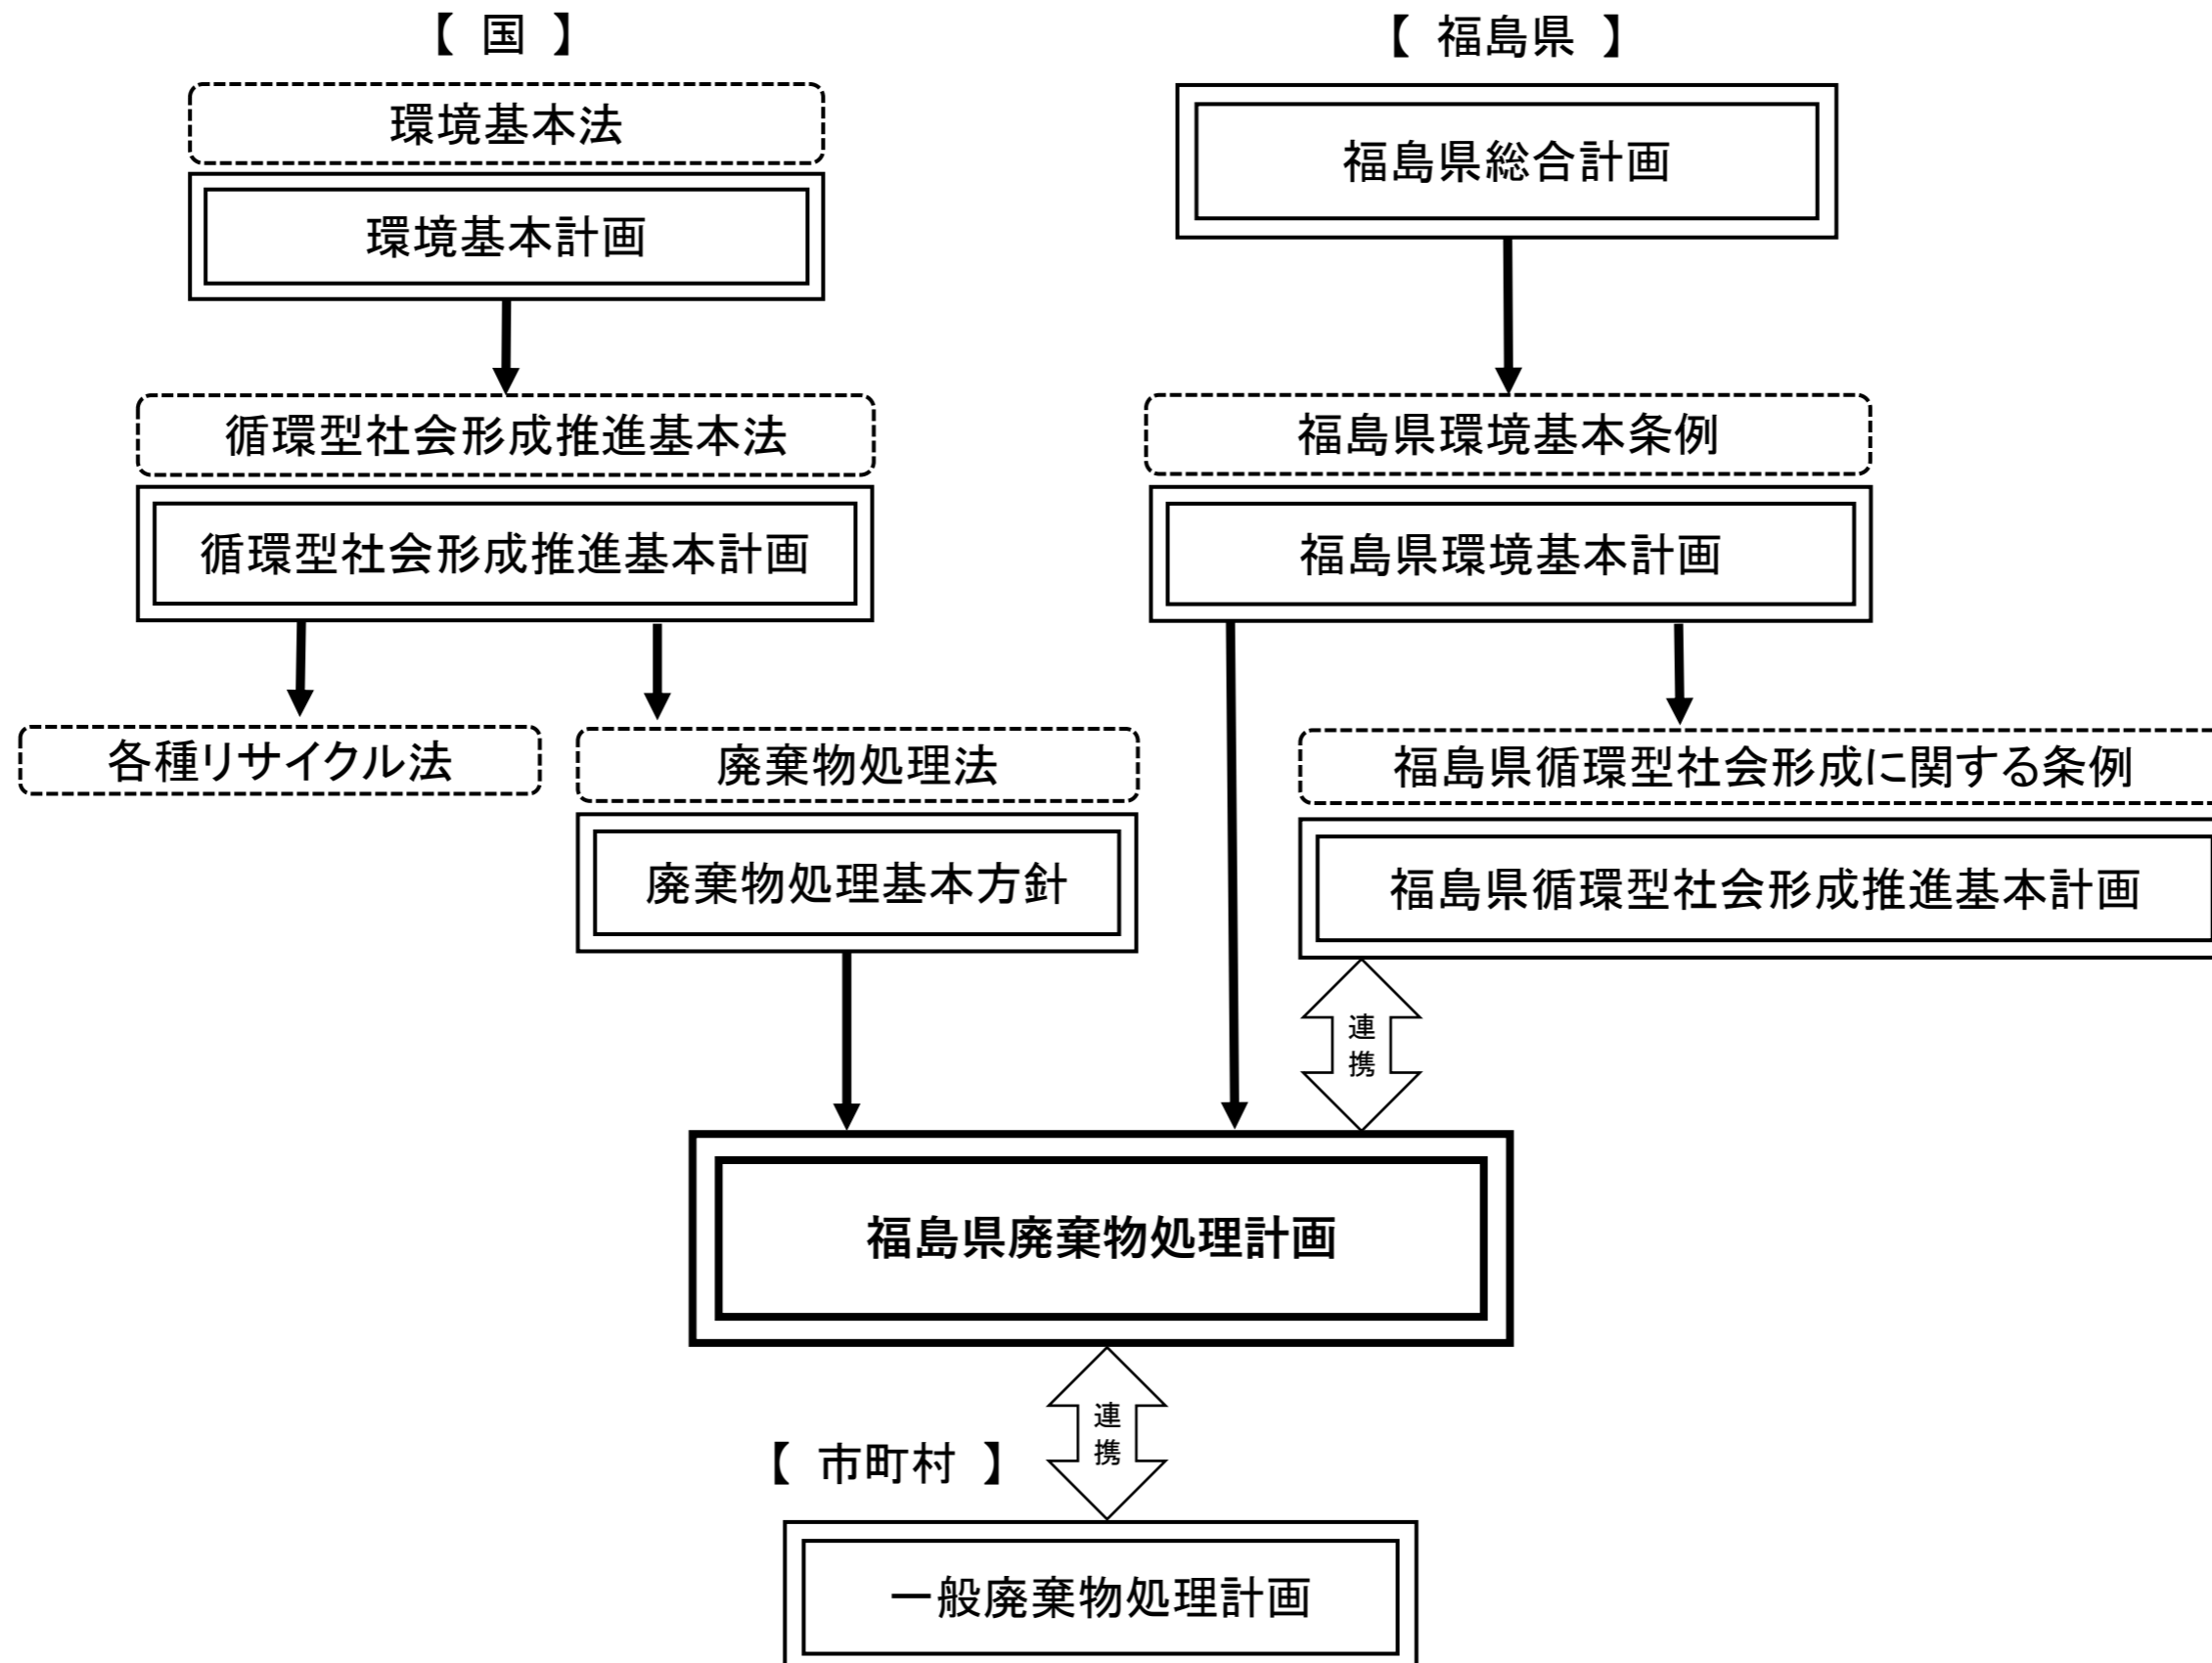 【 国 】
環境基本法
環境基本計画
循環型社会形成推進基本法
循環型社会形成推進基本計画
各種リサイクル法
廃棄物処理法
廃棄物処理基本方針
【 福島県 】
福島県総合計画
福島県環境基本条例
福島県環境基本計画
福島県循環型社会形成に関する条例
福島県循環型社会形成推進基本計画
連
携
福島県廃棄物処理計画
連
携
【 市町村 】
一般廃棄物処理計画